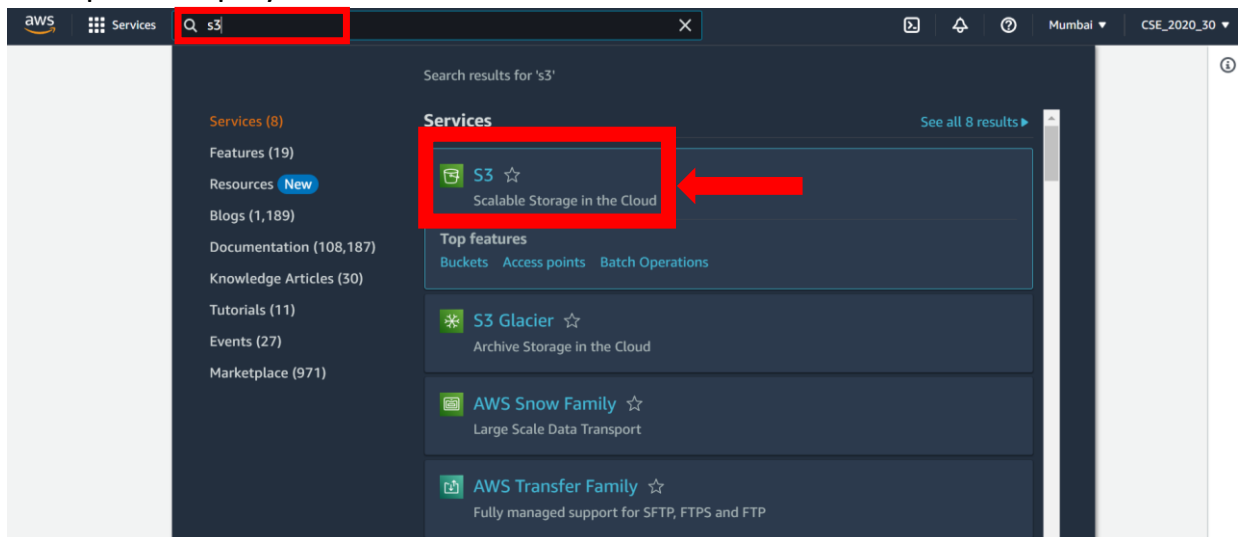 aws Services s3 Mumbai CSE_2020_30
Search results for 's3'
Services (8)
Features (19)
Resources New
Blogs (1,189)
Documentation (108,187)
Knowledge Articles (30)
Tutorials (11)
Events (27)
Marketplace (971)
Services See all 8 results
S3
Scalable Storage in the Cloud
Top features
Buckets Access points Batch Operations
S3 Glacier
Archive Storage in the Cloud
AWS Snow Family
Large Scale Data Transport
AWS Transfer Family
Fully managed support for SFTP, FTPS and FTP